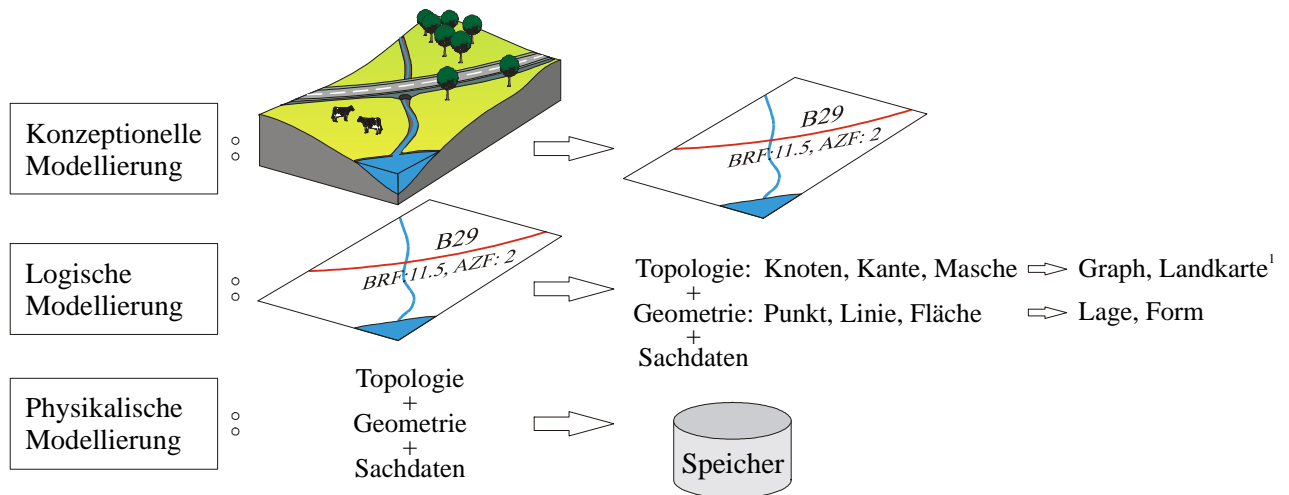 Konzeptionelle
Modellierung
B29
BRF:11.5, AZF: 2
Logische
Modellierung
B29
BRF:11.5, AZF: 2
Topologie: Knoten, Kante, Masche
Graph, Landkarte¹
+
Geometrie: Punkt, Linie, Fläche
Lage, Form
+
Sachdaten
Physikalische
Modellierung
Topologie
+
Geometrie
+
Sachdaten
Speicher